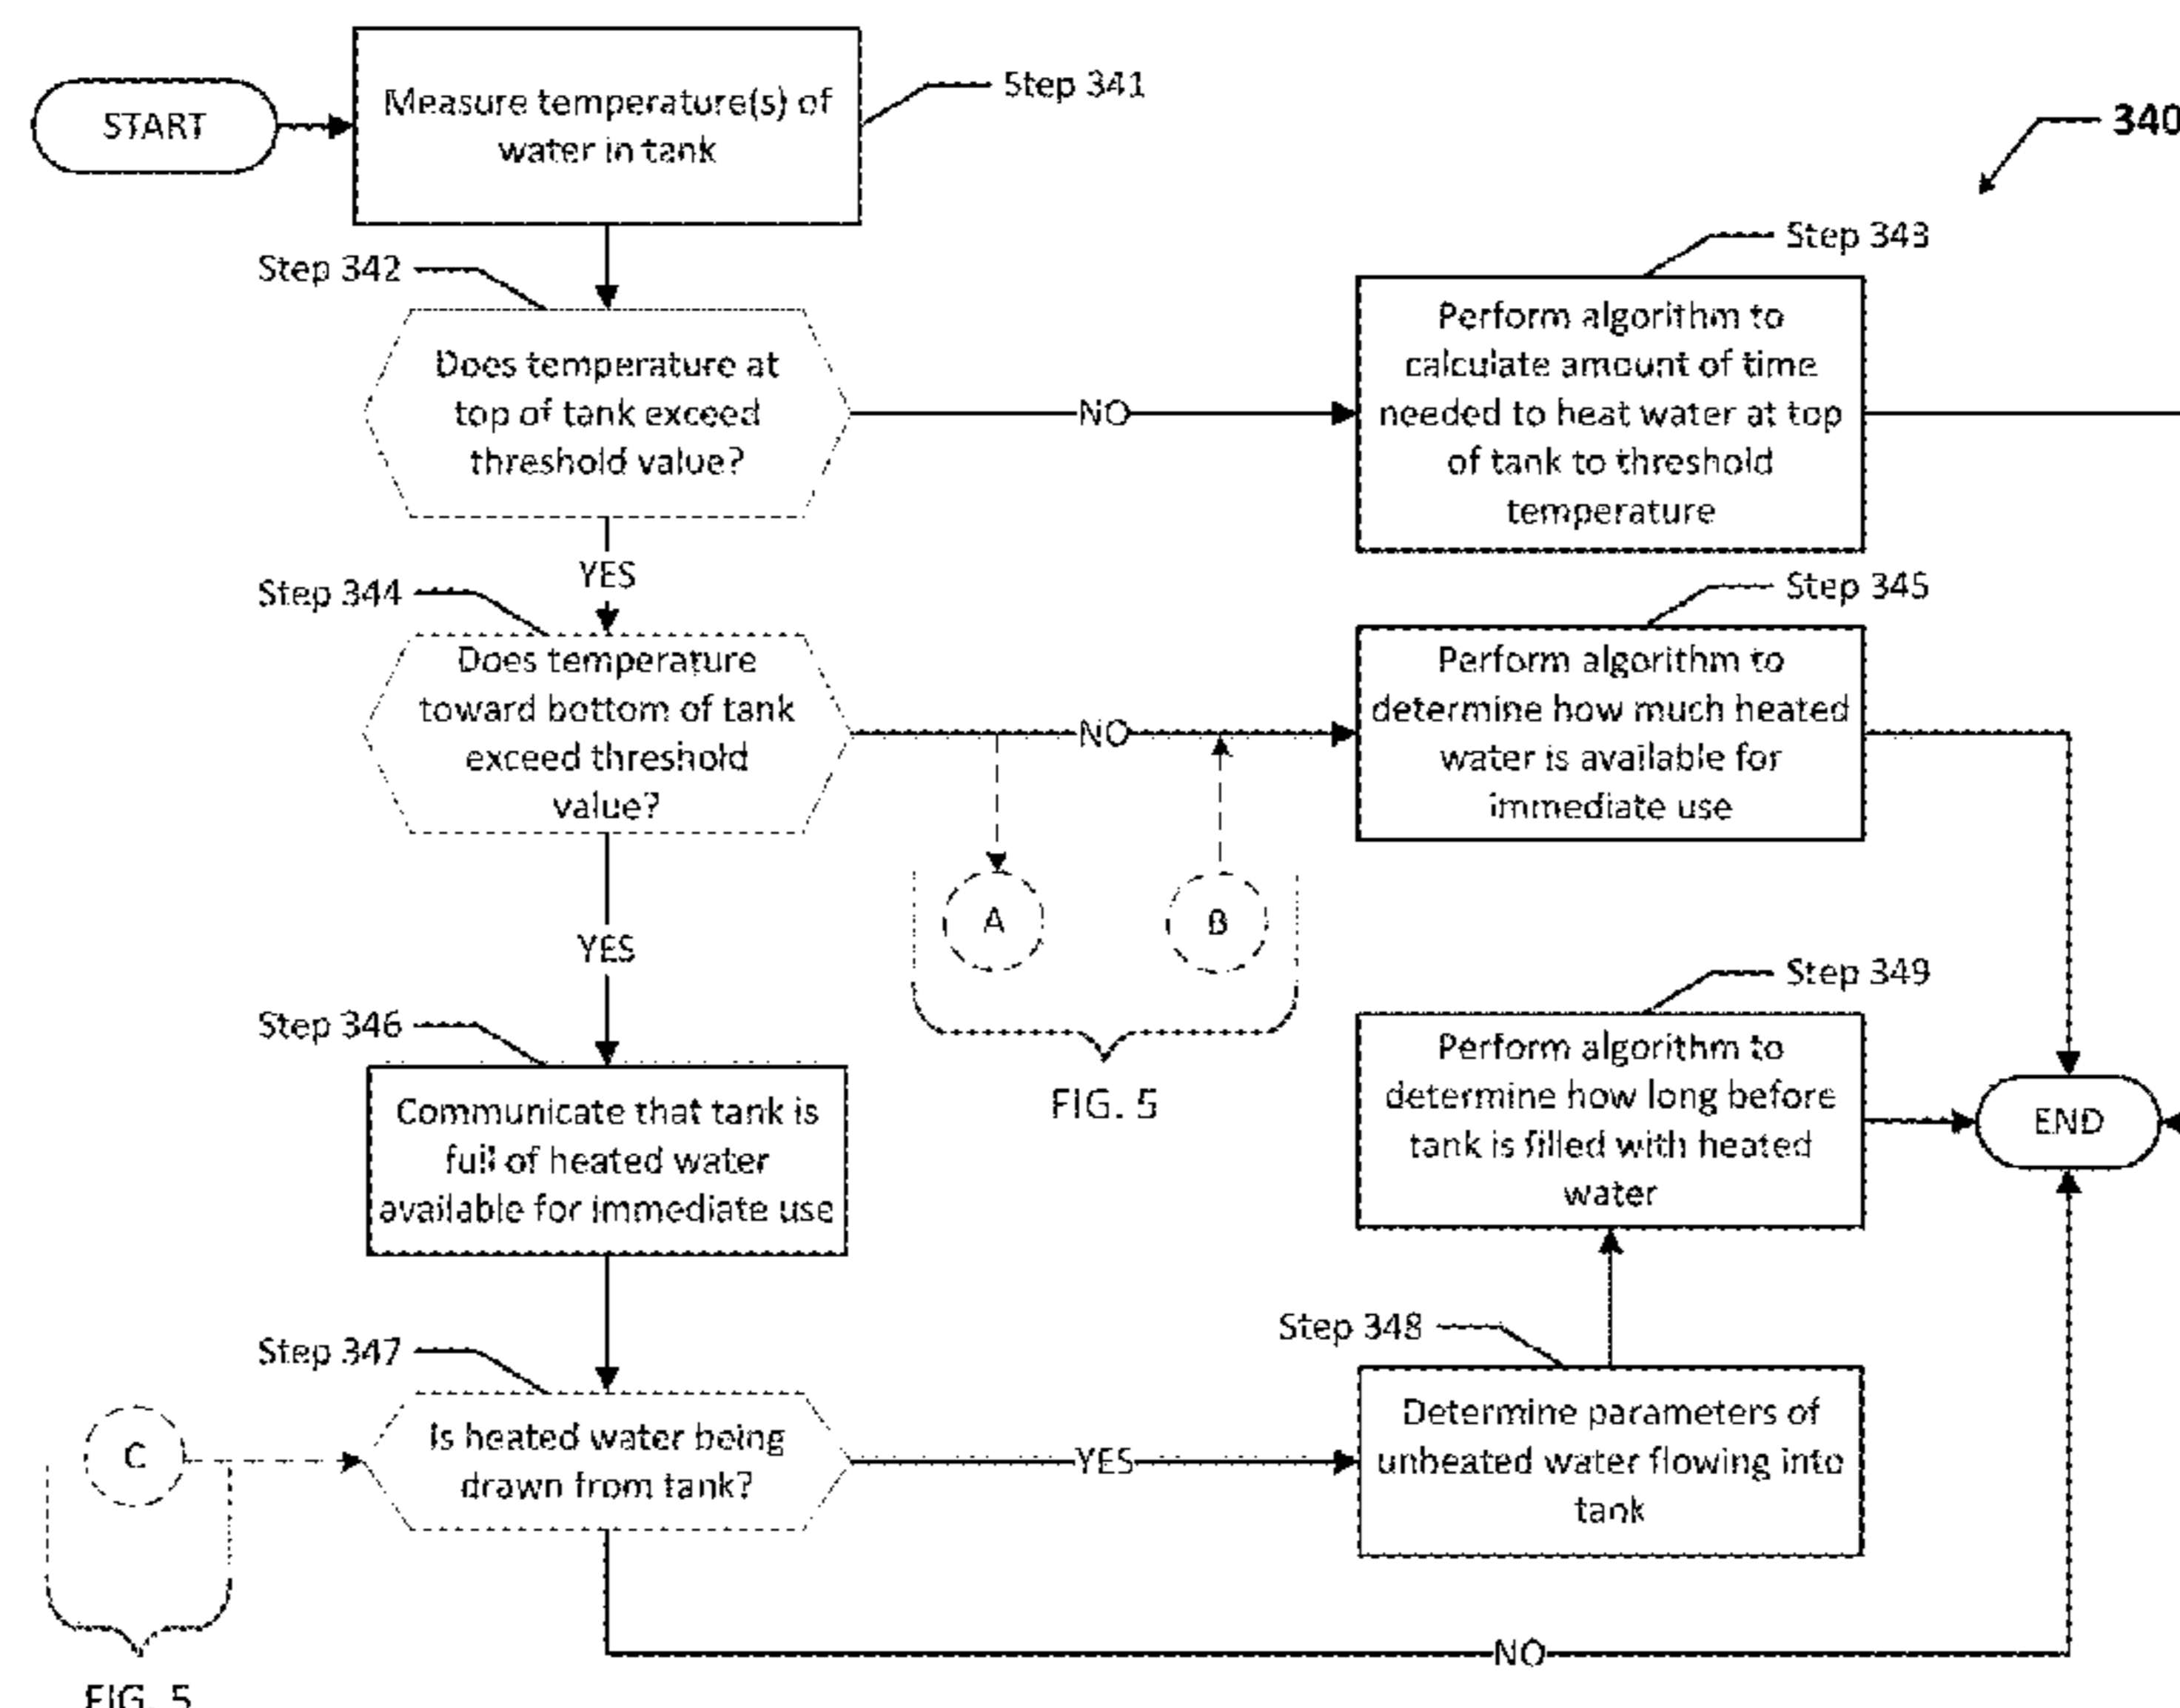 START
Measure temperature(s) of
water in tank
Step 341
340
Step 342
Does temperature at
top of tank exceed
threshold value?
NO
Step 343
Perform algorithm to
calculate amount of time
needed to heat water at top
of tank to threshold
temperature
YES
Step 344
Does temperature
toward bottom of tank
exceed threshold
value?
NO
Step 345
Perform algorithm to
determine how much heated
water is available for
immediate use
A
B
FIG. 5
YES
Step 346
Communicate that tank is
full of heated water
available for immediate use
Step 349
Perform algorithm to
determine how long before
tank is filled with heated
water
END
Step 347
C
Is heated water being
drawn from tank?
YES
Step 348
Determine parameters of
unheated water flowing into
tank
NO
FIG. 5